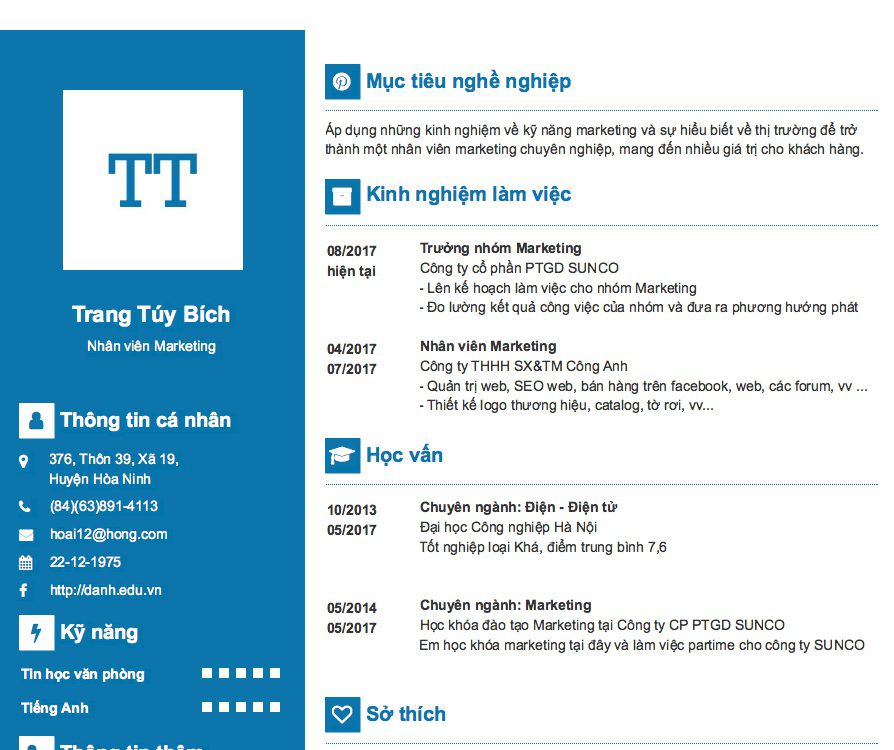 TT
Trang Túy Bích
Nhân viên Marketing
Thông tin cá nhân
376, Thôn 39, Xã 19,
Huyện Hòa Ninh
(84)(63)891-4113
hoai12@hong.com
22-12-1975
http://danh.edu.vn
Kỹ năng
Tin học văn phòng
Tiếng Anh
Thông tin thêm
Mục tiêu nghề nghiệp
Áp dụng những kinh nghiệm về kỹ năng marketing và sự hiểu biết về thị trường để trở
thành một nhân viên marketing chuyên nghiệp, mang đến nhiều giá trị cho khách hàng.
Kinh nghiệm làm việc
08/2017
hiện tại
Trưởng nhóm Marketing
Công ty cổ phần PTGD SUNCO
- Lên kế hoạch làm việc cho nhóm Marketing
- Đo lường kết quả công việc của nhóm và đưa ra phương hướng phát
04/2017
07/2017
Nhân viên Marketing
Công ty THHH SX&TM Công Anh
- Quản trị web, SEO web, bán hàng trên facebook, web, các forum, vv ...
- Thiết kế logo thương hiệu, catalog, tờ rơi, vv...
Học vấn
10/2013
05/2017
Chuyên ngành: Điện - Điện tử
Đại học Công nghiệp Hà Nội
Tốt nghiệp loại Khá, điểm trung bình 7,6
05/2014
05/2017
Chuyên ngành: Marketing
Học khóa đào tạo Marketing tại Công ty CP PTGD SUNCO
Em học khóa marketing tại đây và làm việc partime cho công ty SUNCO
Sở thích